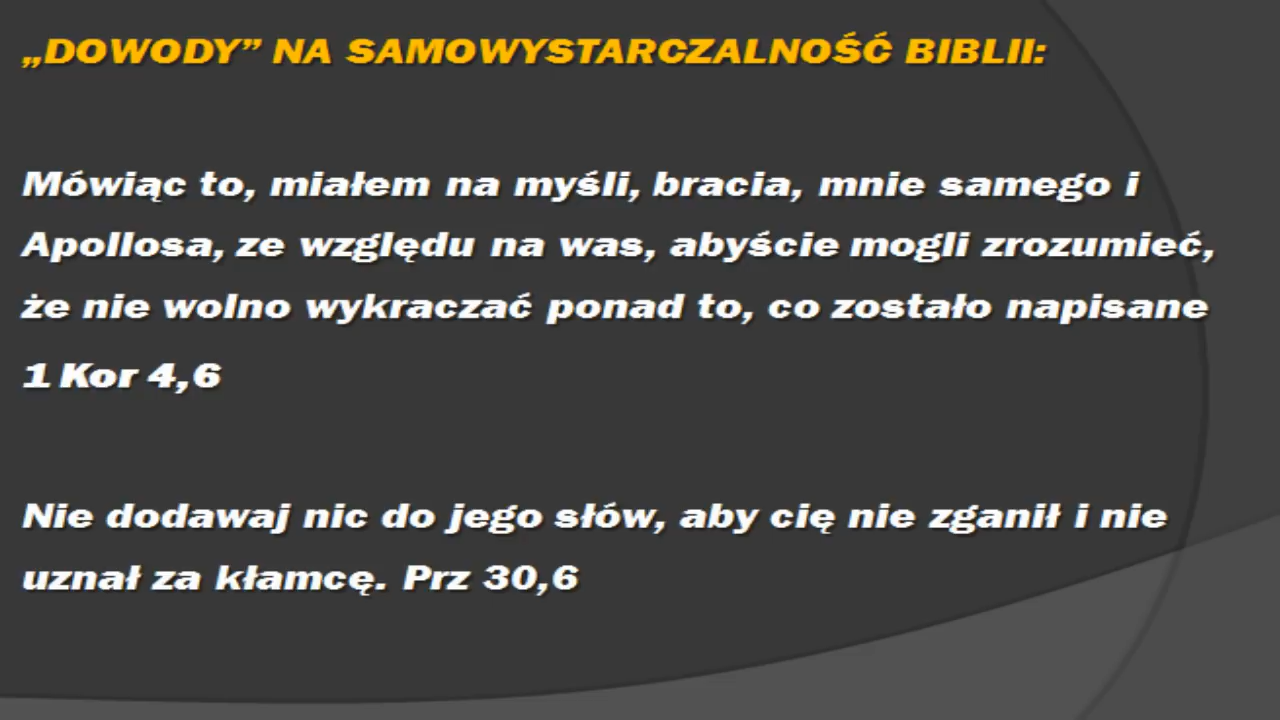 „DOWODY” NA SAMOWYSTARCZALNOŚĆ BIBLII:
Mówiąc to, miałem na myśli, bracia, mnie samego i
Apollosa, ze względu na was, abyście mogli zrozumieć,
że nie wolno wykraczać ponad to, co zostało napisane
1 Kor 4,6
Nie dodawaj nic do jego słów, aby cię nie zganił i nie
uznał za kłamcę. Prz 30,6